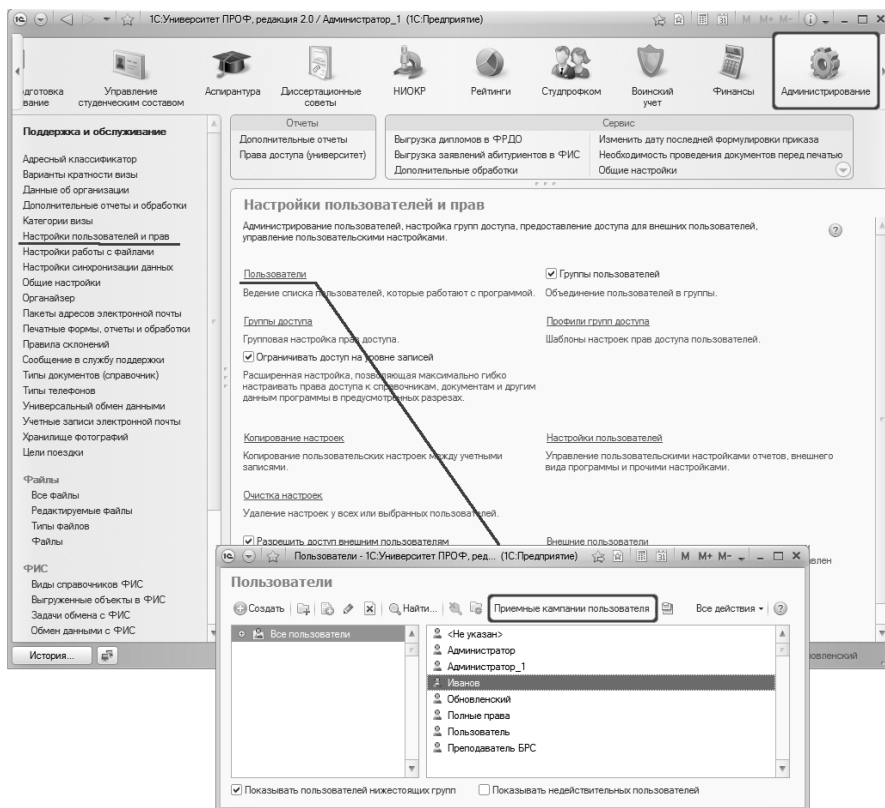 1С:Университет ПРОФ, редакция 2.0 / Администратор_1 (1С:Предприятие)
M M+ M-
Управление студенческим составом
Аспирантура
Диссертационные советы
НИОКР
Рейтинги
Студпрофком
Воинский учет
Финансы
Администрирование
Поддержка и обслуживание
Адресный классификатор
Варианты кратности визы
Данные об организации
Дополнительные отчеты и обработки
Категории визы
Настройки пользователей и прав
Настройки работы с файлами
Настройки синхронизации данных
Общие настройки
Органайзер
Пакеты адресов электронной почты
Печатные формы, отчеты и обработки
Правила склонений
Сообщение в службу поддержки
Типы документов (справочник)
Типы телефонов
Универсальный обмен данными
Учетные записи электронной почты
Хранилище фотографий
Цели поездки
Файлы
Все файлы
Редактируемые файлы
Типы файлов
Файлы
ФИС
Виды справочников ФИС
Выгруженные объекты в ФИС
Задачи обмена с ФИС
Обмен данными с ФИС
История...
Отчеты
Дополнительные отчеты
Права доступа (университет)
Сервис
Выгрузка дипломов в ФРДО
Выгрузка заявлений абитуриентов в ФИС
Дополнительные обработки
Изменить дату последней формулировки приказа
Необходимость проведения документов перед печатью
Общие настройки
Настройки пользователей и прав
Администрирование пользователей, настройка групп доступа, предоставление доступа для внешних пользователей,
управление пользовательскими настройками.
Пользователи
Ведение списка пользователей, которые работают с программой.
Группы пользователей
Объединение пользователей в группы.
Группы доступа
Групповая настройка прав доступа.
Профили групп доступа
Шаблоны настроек прав доступа пользователей.
Ограничивать доступ на уровне записей
Расширенная настройка, позволяющая максимально гибко
настраивать права доступа к справочникам, документам и другим
данным программы в предусмотренных разрезах.
Копирование настроек
Копирование пользовательских настроек между учетными
записями.
Настройки пользователей
Управление пользовательскими настройками отчетов, внешнего
вида программы и прочими настройками.
Очистка настроек
Удаление настроек у всех или выбранных пользователей.
Разрешить доступ внешним пользователям
Внешние пользователи
Пользователи - 1С:Университет ПРОФ, ред... (1С:Предприятие)
M M+ M-
Пользователи
Создать
Найти...
Приемные кампании пользователя
Все действия
Все пользователи
<Не указан>
Администратор
Администратор_1
Иванов
Обновленский
Полные права
Пользователь
Преподаватель БРС
Показывать пользователей нижестоящих групп
Показывать недействительных пользователей